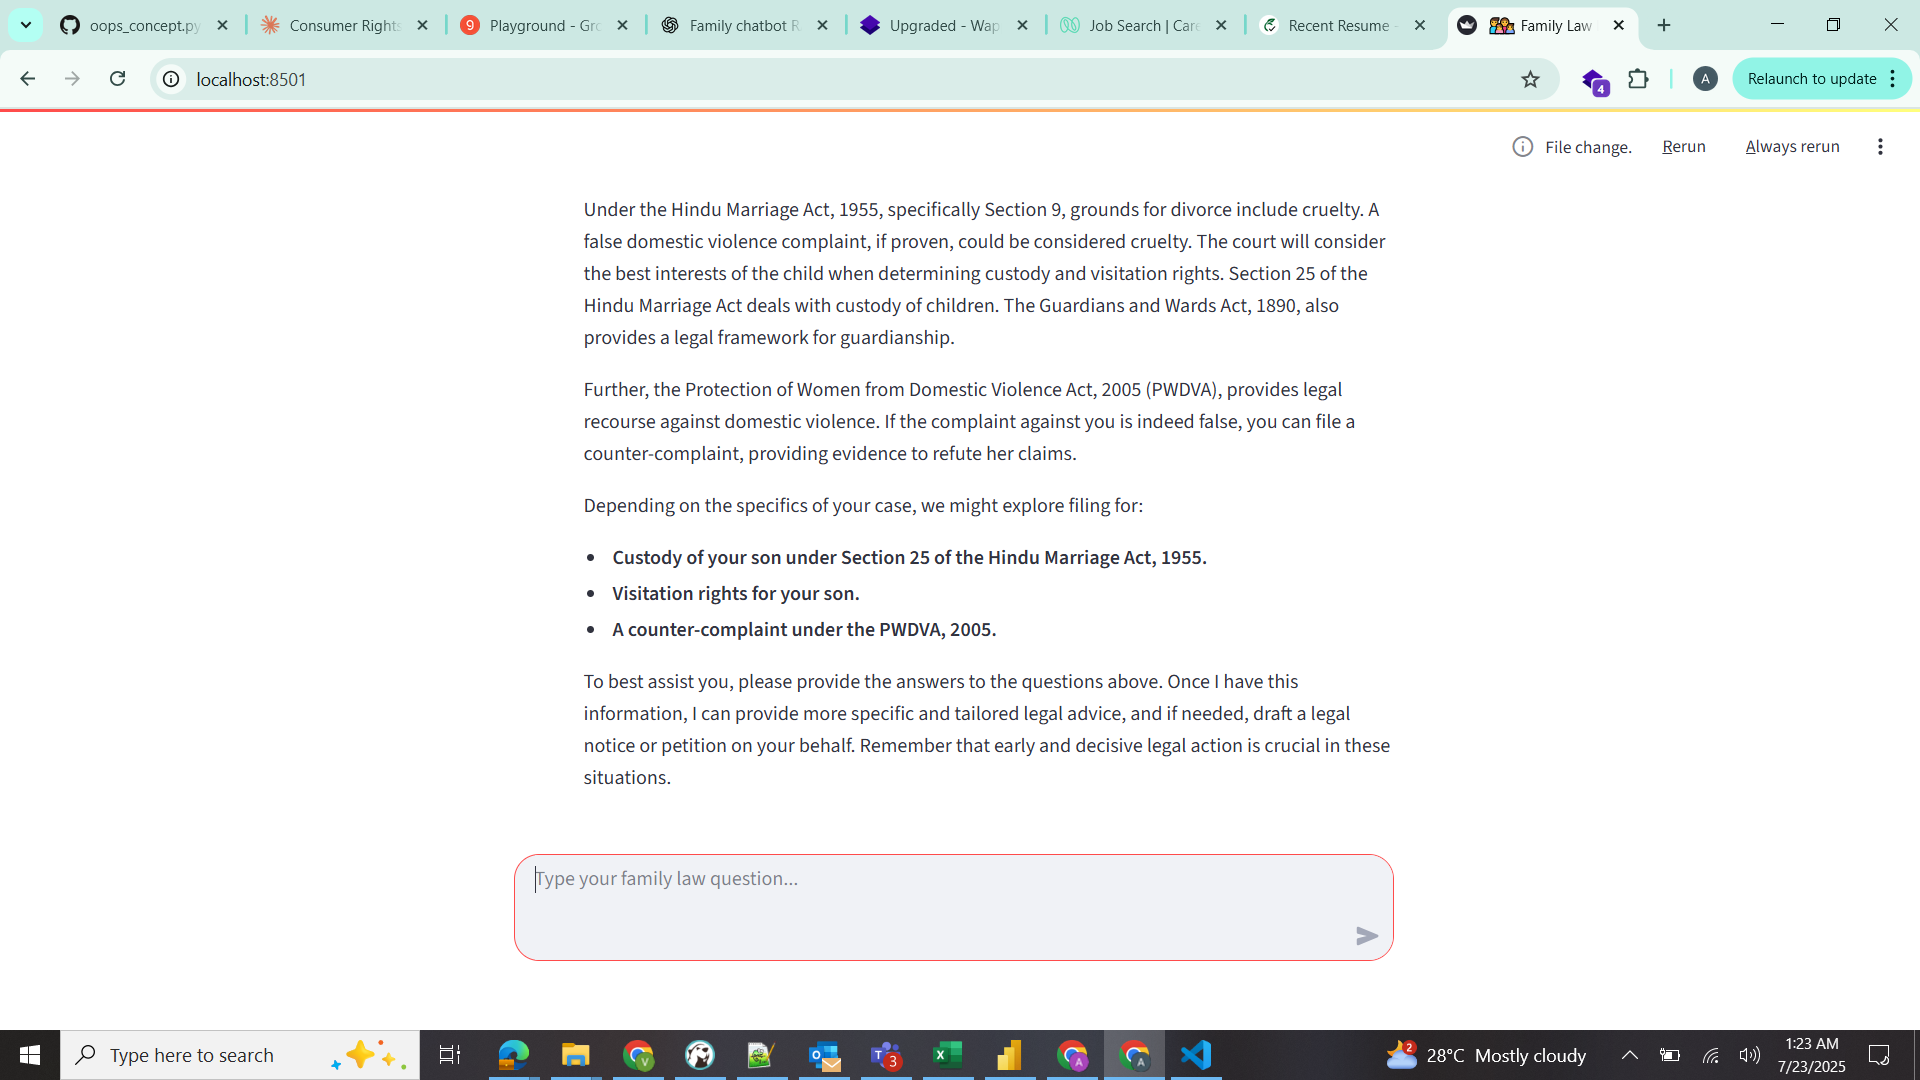 oops_concept.py
Consumer Rights
9 Playground - Gro
Family chatbot R
Upgraded - Wap
Job Search | Care
Recent Resume -
Family Law
localhost:8501
4
A
Relaunch to update
File change.
Rerun
Always rerun
Under the Hindu Marriage Act, 1955, specifically Section 9, grounds for divorce include cruelty. A
false domestic violence complaint, if proven, could be considered cruelty. The court will consider
the best interests of the child when determining custody and visitation rights. Section 25 of the
Hindu Marriage Act deals with custody of children. The Guardians and Wards Act, 1890, also
provides a legal framework for guardianship.
Further, the Protection of Women from Domestic Violence Act, 2005 (PWDVA), provides legal
recourse against domestic violence. If the complaint against you is indeed false, you can file a
counter-complaint, providing evidence to refute her claims.
Depending on the specifics of your case, we might explore filing for:
• Custody of your son under Section 25 of the Hindu Marriage Act, 1955.
• Visitation rights for your son.
• A counter-complaint under the PWDVA, 2005.
To best assist you, please provide the answers to the questions above. Once I have this
information, I can provide more specific and tailored legal advice, and if needed, draft a legal
notice or petition on your behalf. Remember that early and decisive legal action is crucial in these
situations.
Type your family law question...
Type here to search
V
3
A
A
2
28°C Mostly cloudy
1:23 AM
7/23/2025